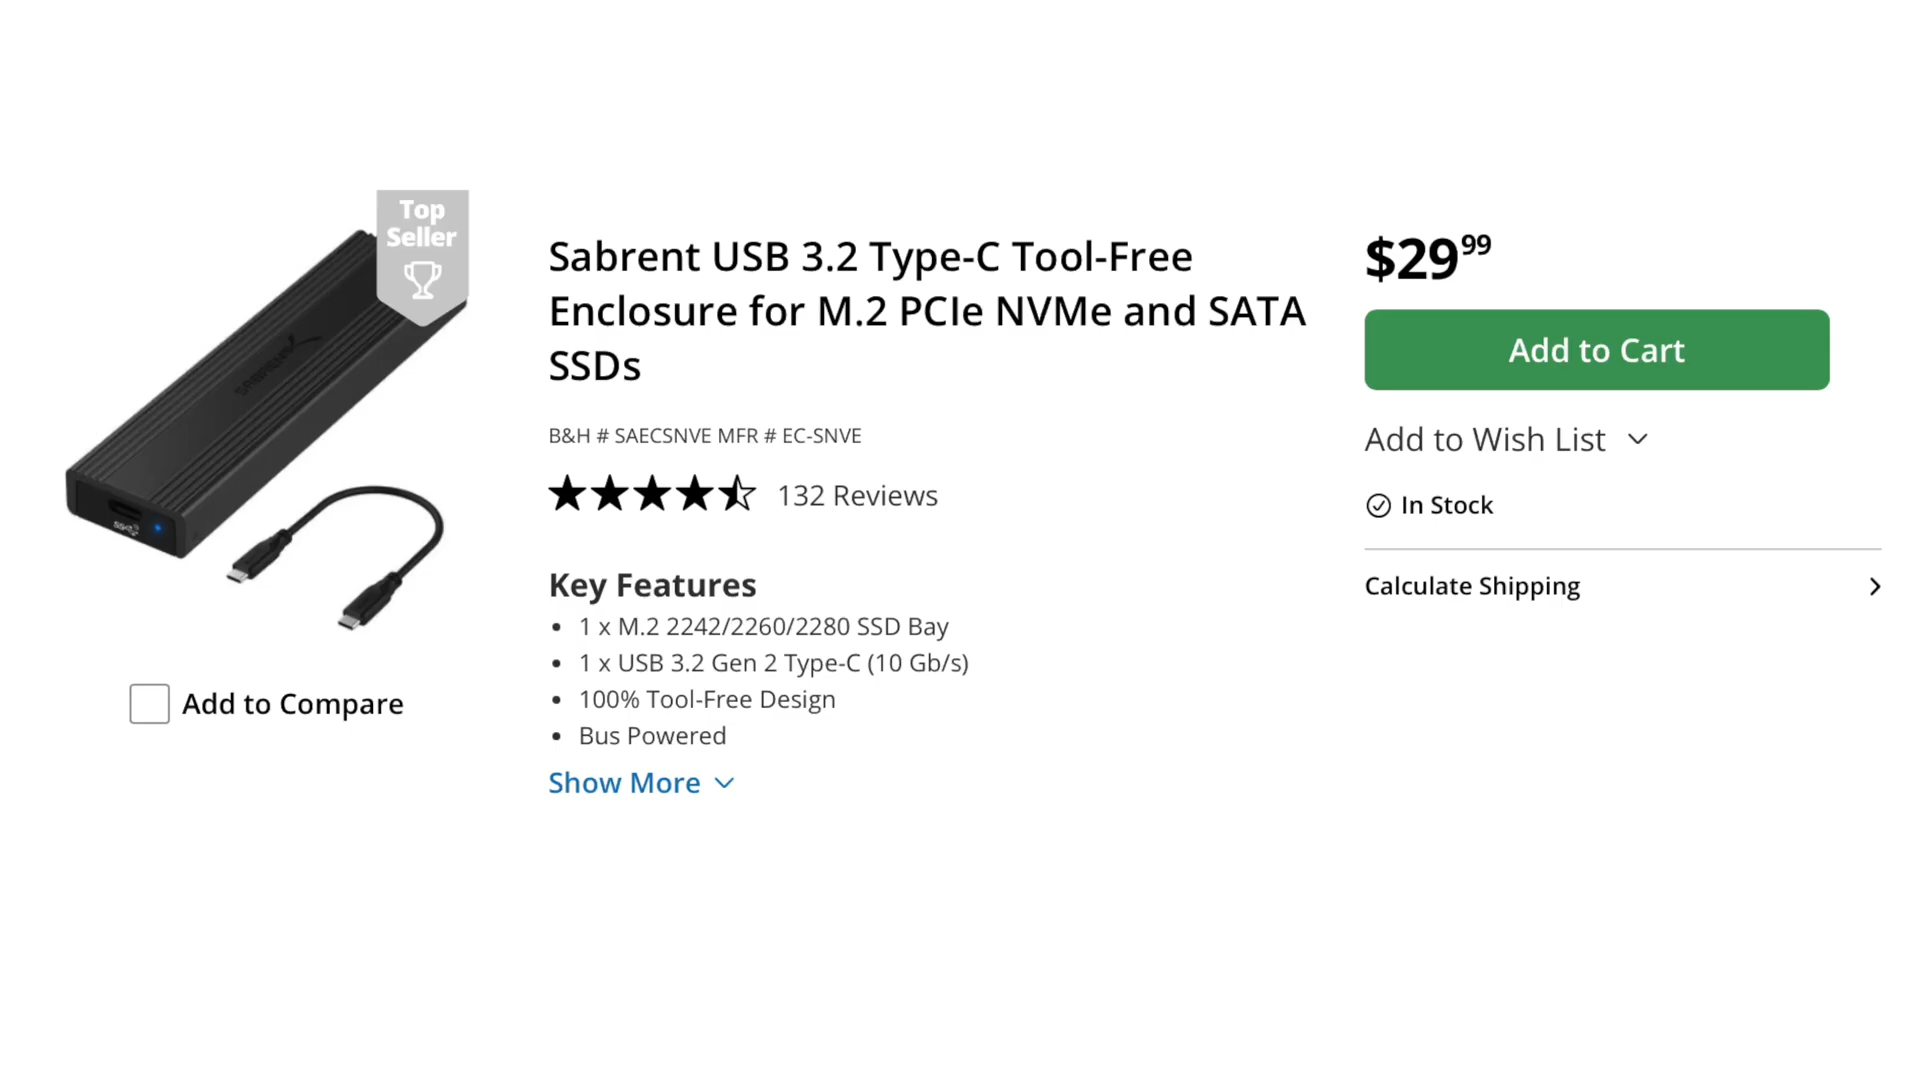 Top
Seller
SABRENT
Sabrent USB 3.2 Type-C Tool-Free
Enclosure for M.2 PCIe NVMe and SATA
SSDs
B&H # SAECSNVE MFR # EC-SNVE
132 Reviews
Key Features
• 1 x M.2 2242/2260/2280 SSD Bay
• 1 x USB 3.2 Gen 2 Type-C (10 Gb/s)
• 100% Tool-Free Design
• Bus Powered
Show More
Add to Compare
$29.99
Add to Cart
Add to Wish List
In Stock
Calculate Shipping